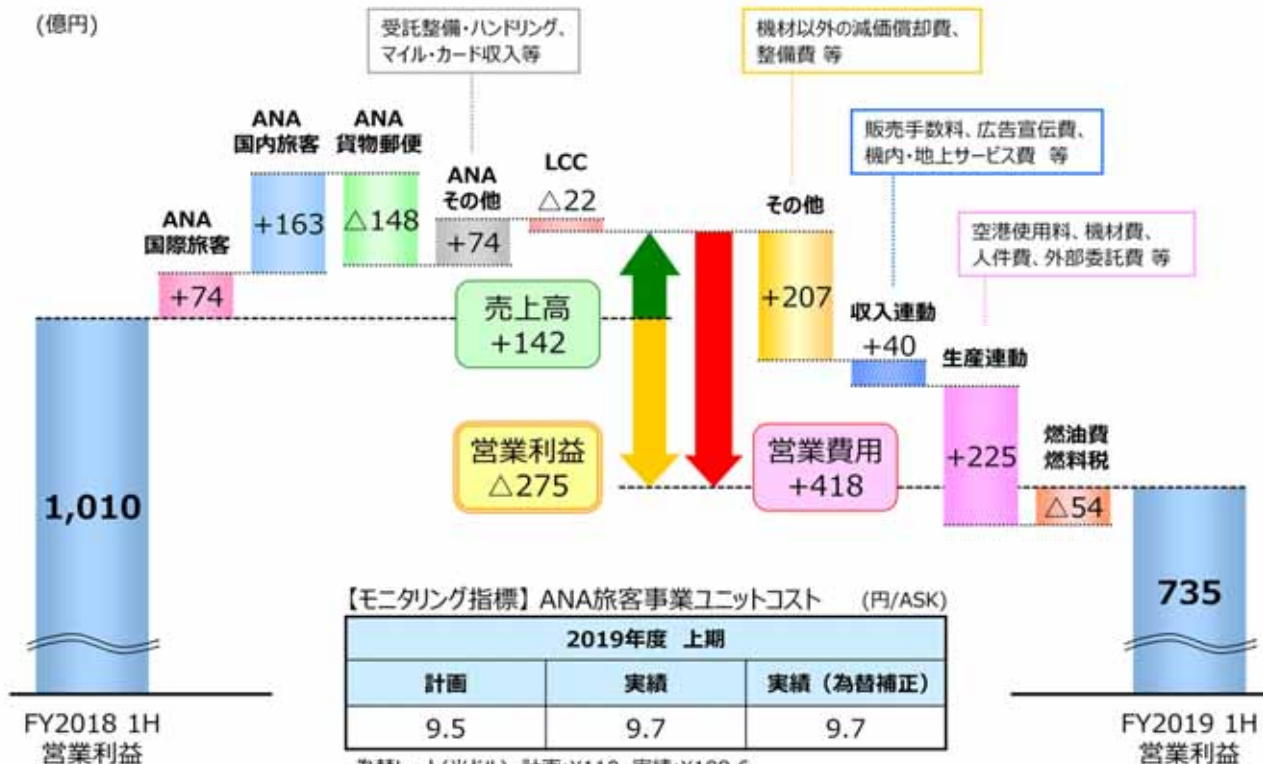 (億円)
受託整備・ハンドリング、
マイル・カード収入等
機材以外の減価償却費、
整備費 等
販売手数料、広告宣伝費、
機内・地上サービス費 等
空港使用料、機材費、
人件費、外部委託費 等
ANA
国際旅客
+74
ANA
国内旅客
+163
ANA
貨物郵便
△148
ANA
その他
+74
LCC
△22
その他
+207
収入連動
+40
生産連動
+225
燃油費
燃料税
△54
売上高
+142
営業利益
△275
営業費用
+418
1,010
FY2018 1H
営業利益
735
FY2019 1H
営業利益
【モニタリング指標】 ANA旅客事業ユニットコスト (円/ASK)
2019年度 上期
計画 実績 実績（為替補正）
9.5 9.7 9.7